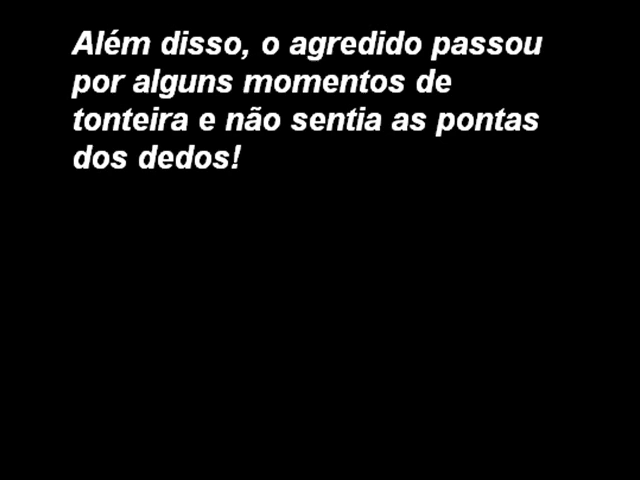 Além disso, o agredido passou
por alguns momentos de
tonteira e não sentia as pontas
dos dedos!